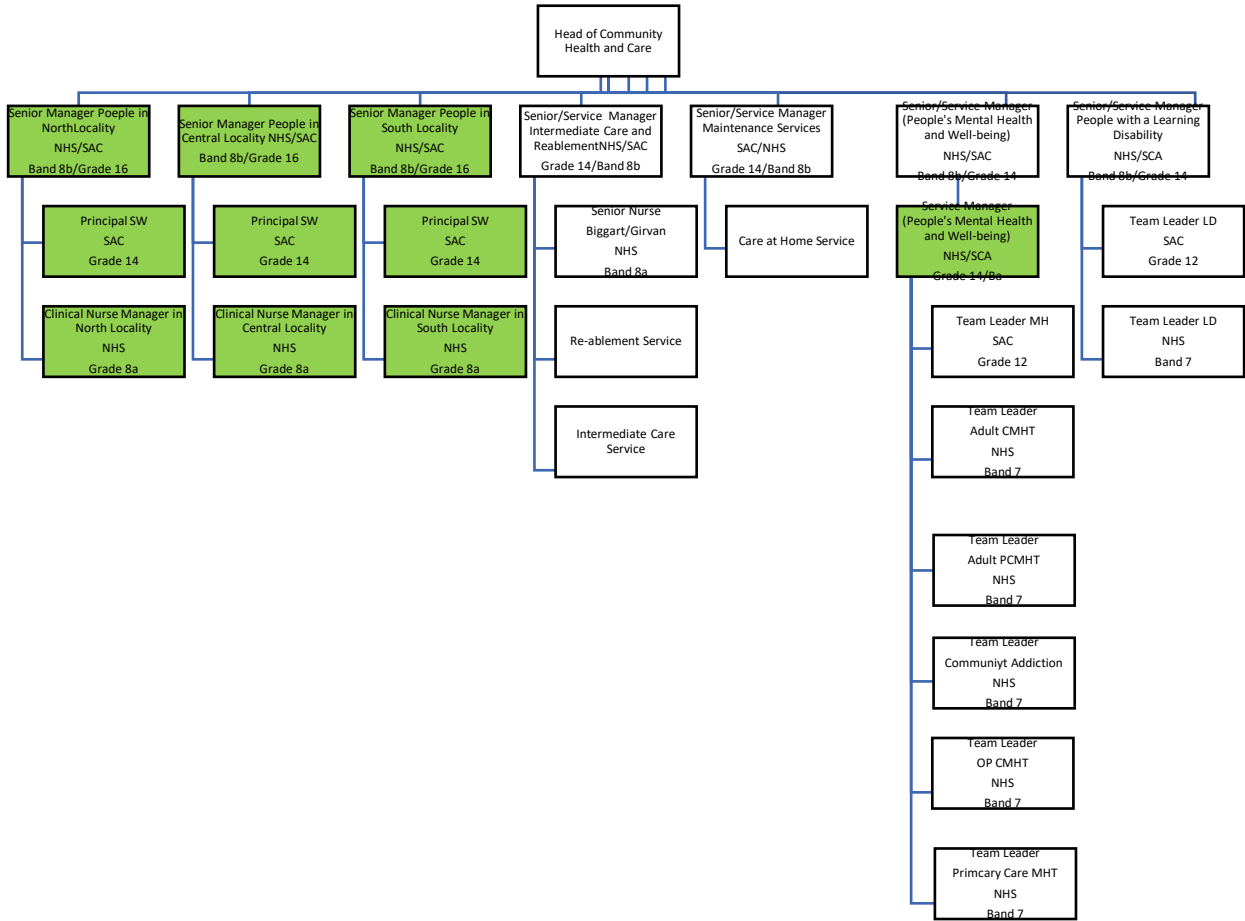 Head of Community
Health and Care
Senior Manager Poeple in
NorthLocality
NHS/SAC
Band 8b/Grade 16
Senior Manager People in
Central Locality NHS/SAC
Band 8b/Grade 16
Senior Manager People in
South Locality
NHS/SAC
Band 8b/Grade 16
Senior/Service Manager
Intermediate Care and
ReablementNHS/SAC
Grade 14/Band 8b
Senior/Service Manager
Maintenance Services
SAC/NHS
Grade 14/Band 8b
Senior/Service Manager
(People's Mental Health
and Well-being)
NHS/SAC
Band 8b/Grade 14
Senior/Service Manager
People with a Learning
Disability
NHS/SCA
Band 8b/Grade 14
Principal SW
SAC
Grade 14
Principal SW
SAC
Grade 14
Principal SW
SAC
Grade 14
Senior Nurse
Biggart/Girvan
NHS
Band 8a
Care at Home Service
Service Manager
(People's Mental Health
and Well-being)
NHS/SCA
Grade 14/Ba
Team Leader LD
SAC
Grade 12
Clinical Nurse Manager in
North Locality
NHS
Grade 8a
Clinical Nurse Manager in
Central Locality
NHS
Grade 8a
Clinical Nurse Manager in
South Locality
NHS
Grade 8a
Re-ablement Service
Team Leader MH
SAC
Grade 12
Team Leader LD
NHS
Band 7
Intermediate Care
Service
Team Leader
Adult CMHT
NHS
Band 7
Team Leader
Adult PCMHT
NHS
Band 7
Team Leader
Communiyt Addiction
NHS
Band 7
Team Leader
OP CMHT
NHS
Band 7
Team Leader
Primcary Care MHT
NHS
Band 7